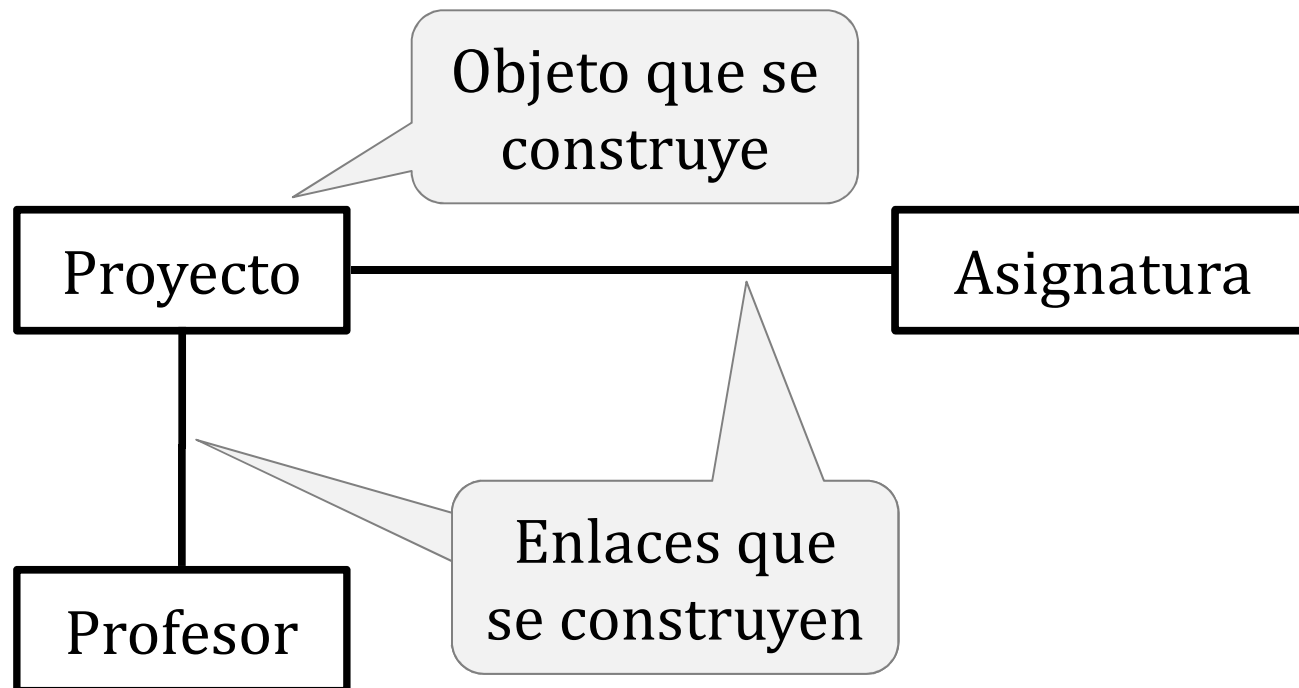 Objeto que se
construye
Proyecto
Asignatura
Enlaces que
se construyen
Profesor